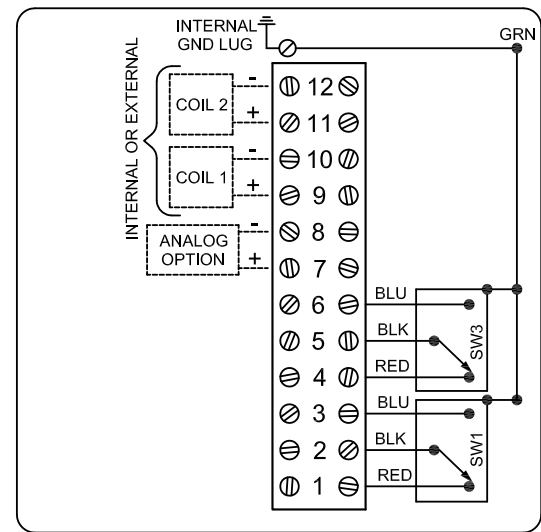 INTERNAL
GND LUG
GRN
INTERNAL OR EXTERNAL
COIL 2
-
+
12
11
COIL 1
-
+
10
9
ANALOG
OPTION
-
+
8
7
6
BLU
5
BLK
SW3
4
RED
3
BLU
2
BLK
SW1
1
RED